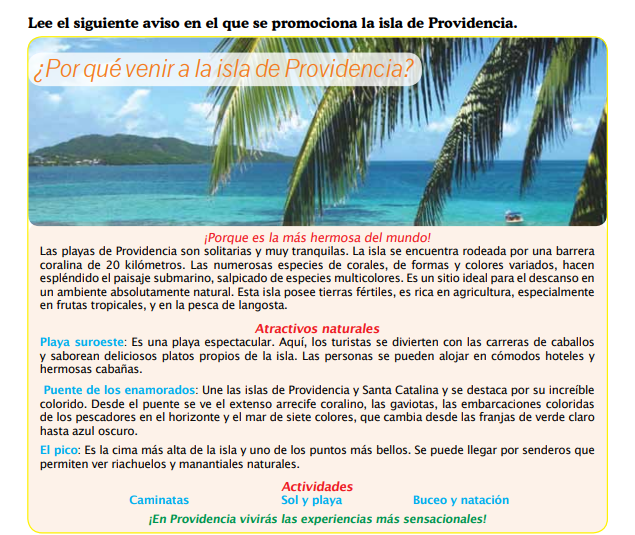 Lee el siguiente aviso en el que se promociona la isla de Providencia.
¿Por qué venir a la isla de Providencia?
¡Porque es la más hermosa del mundo!
Las playas de Providencia son solitarias y muy tranquilas. La isla se encuentra rodeada por una barrera
coralina de 20 kilómetros. Las numerosas especies de corales, de formas y colores variados, hacen
espléndido el paisaje submarino, salpicado de especies multicolores. Es un sitio ideal para el descanso en
un ambiente absolutamente natural. Esta isla posee tierras fértiles, es rica en agricultura, especialmente
en frutas tropicales, y en la pesca de langosta.
Atractivos naturales
Playa suroeste: Es una playa espectacular. Aquí, los turistas se divierten con las carreras de caballos
y saborean deliciosos platos propios de la isla. Las personas se pueden alojar en cómodos hoteles y
hermosas cabañas.
Puente de los enamorados: Une las islas de Providencia y Santa Catalina y se destaca por su increíble
colorido. Desde el puente se ve el extenso arrecife coralino, las gaviotas, las embarcaciones coloridas
de los pescadores en el horizonte y el mar de siete colores, que cambia desde las franjas de verde claro
hasta azul oscuro.
El pico: Es la cima más alta de la isla y uno de los puntos más bellos. Se puede llegar por senderos que
permiten ver riachuelos y manantiales naturales.
Actividades
Caminatas Sol y playa Buceo y natación
¡En Providencia vivirás las experiencias más sensacionales!